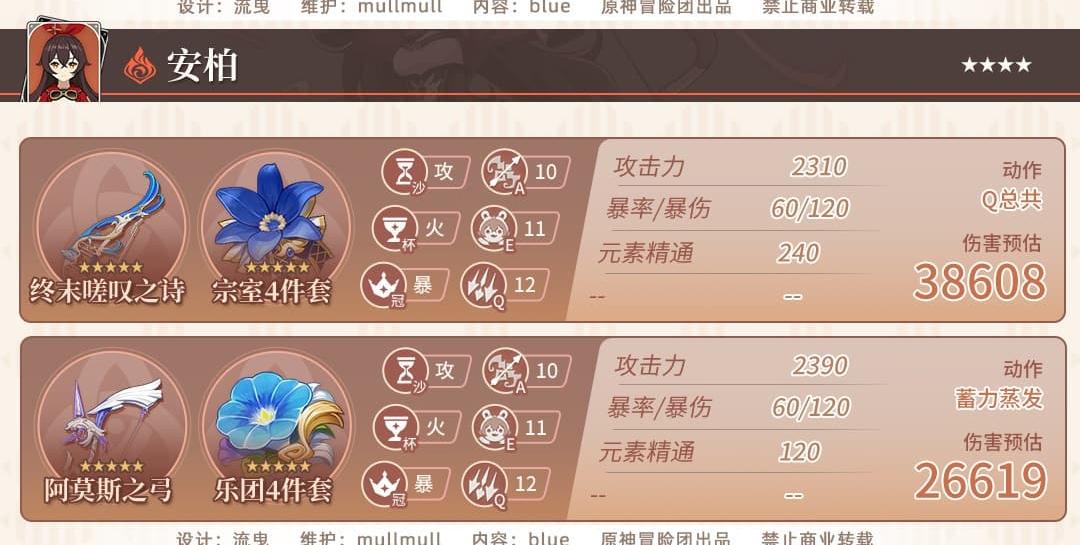 设计：流曳 维护：mullmull 内容：blue 原神冒险团出品 禁止商业转载
安柏 ★★★★
终末嗟叹之诗
宗室4件套
沙 攻 A 10
杯 火 E 11
冠 暴 Q 12
攻击力 2310
暴率/暴伤 60/120
元素精通 240
-- --
动作
Q总共
伤害预估
38608
阿莫斯之弓
乐团4件套
沙 攻 A 10
杯 火 E 11
冠 暴 Q 12
攻击力 2390
暴率/暴伤 60/120
元素精通 120
-- --
动作
蓄力蒸发
伤害预估
26619
设计：流曳 维护：mullmull 内容：blue 原神冒险团出品 禁止商业转载